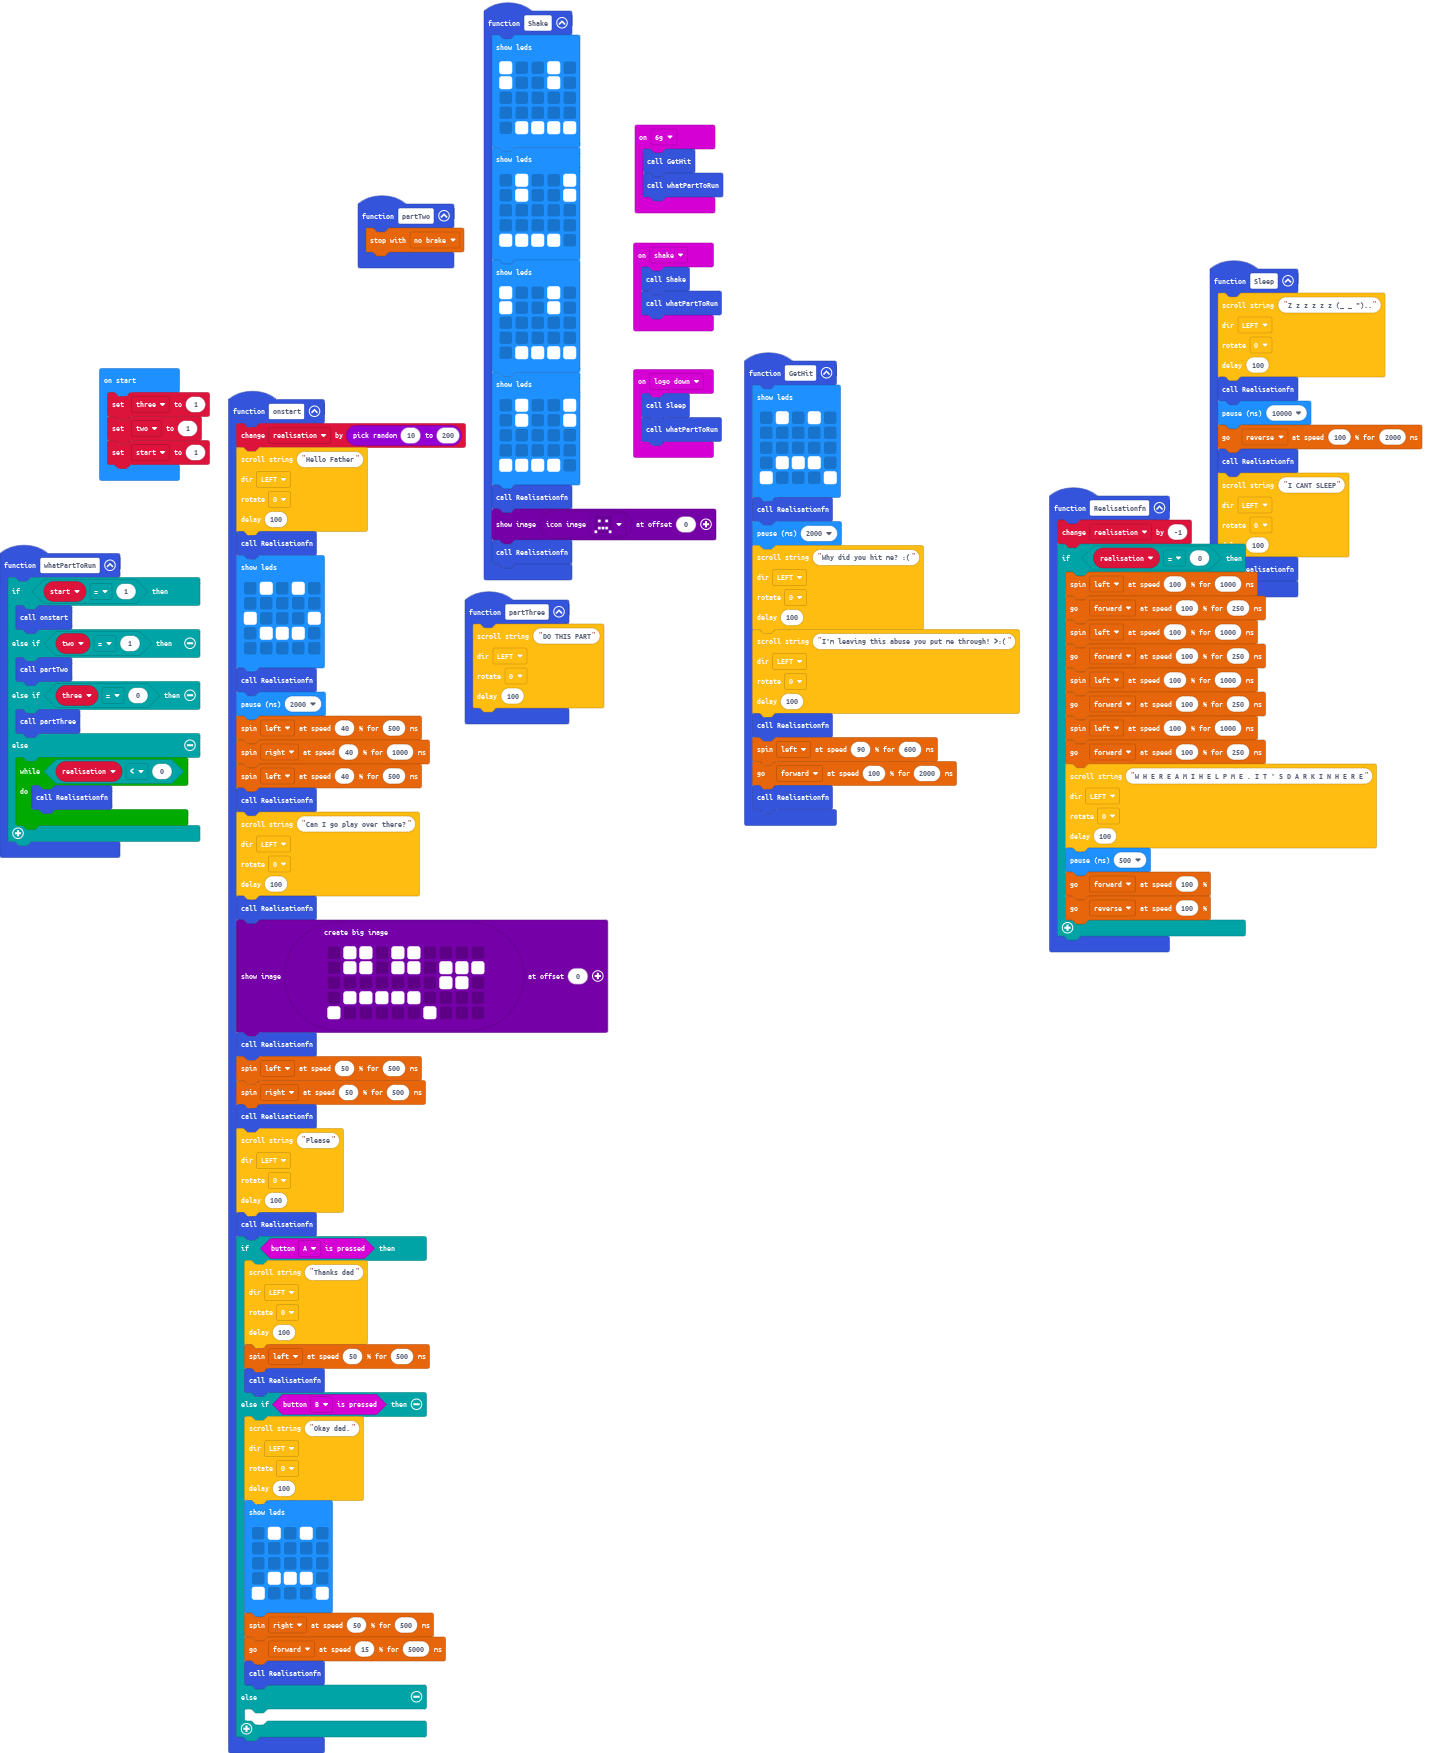 function Shake
show leds
show leds
show leds
show leds
call Realisationfn
show image icon image at offset 0
call Realisationfn
on 6g
call GetHit
call whatPartToRun
on shake
call Shake
call whatPartToRun
on logo down
call Sleep
call whatPartToRun
function partTwo
stop with no brake
on start
set three to 1
set two to 1
set start to 1
function whatPartToRun
if start = 1 then
call onstart
else if two = 1 then
call partTwo
else if three = 0 then
call partThree
else
while realisation < 0
do call Realisationfn
function onstart
change realisation by pick random 10 to 200
scroll string "Hello Father"
dir LEFT
rotate 0
delay 100
call Realisationfn
show leds
call Realisationfn
pause (ms) 2000
spin left at speed 40 % for 500 ms
spin right at speed 40 % for 1000 ms
spin left at speed 40 % for 500 ms
call Realisationfn
scroll string "Can I go play over there?"
dir LEFT
rotate 0
delay 100
call Realisationfn
create big image
show image at offset 0
call Realisationfn
spin left at speed 50 % for 500 ms
spin right at speed 50 % for 500 ms
call Realisationfn
scroll string "Please"
dir LEFT
rotate 0
delay 100
call Realisationfn
if button A is pressed then
scroll string "Thanks dad"
dir LEFT
rotate 0
delay 100
spin left at speed 50 % for 500 ms
call Realisationfn
else if button B is pressed then
scroll string "Okay dad."
dir LEFT
rotate 0
delay 100
show leds
spin right at speed 50 % for 500 ms
go forward at speed 15 % for 5000 ms
call Realisationfn
else
function partThree
scroll string "DO THIS PART"
dir LEFT
rotate 0
delay 100
function GetHit
show leds
call Realisationfn
pause (ms) 2000
scroll string "Why did you hit me? :("
dir LEFT
rotate 0
delay 100
scroll string "I'm leaving this abuse you put me through! >:("
dir LEFT
rotate 0
delay 100
call Realisationfn
spin left at speed 90 % for 600 ms
go forward at speed 100 % for 2000 ms
call Realisationfn
function Sleep
scroll string "Z z z z z z (_ _ ")..
dir LEFT
rotate 0
delay 100
call Realisationfn
pause (ms) 10000
go reverse at speed 100 % for 2000 ms
call Realisationfn
scroll string "I CANT SLEEP"
dir LEFT
rotate 0
100
ealisationfn
function Realisationfn
change realisation by -1
if realisation = 0 then
spin left at speed 100 % for 1000 ms
go forward at speed 100 % for 250 ms
spin left at speed 100 % for 1000 ms
go forward at speed 100 % for 250 ms
spin left at speed 100 % for 1000 ms
go forward at speed 100 % for 250 ms
spin left at speed 100 % for 1000 ms
go forward at speed 100 % for 250 ms
scroll string "W H E R E A M I H E L P M E . I T ' S D A R K I N H E R E"
dir LEFT
rotate 0
delay 100
pause (ms) 500
go forward at speed 100 %
go reverse at speed 100 %